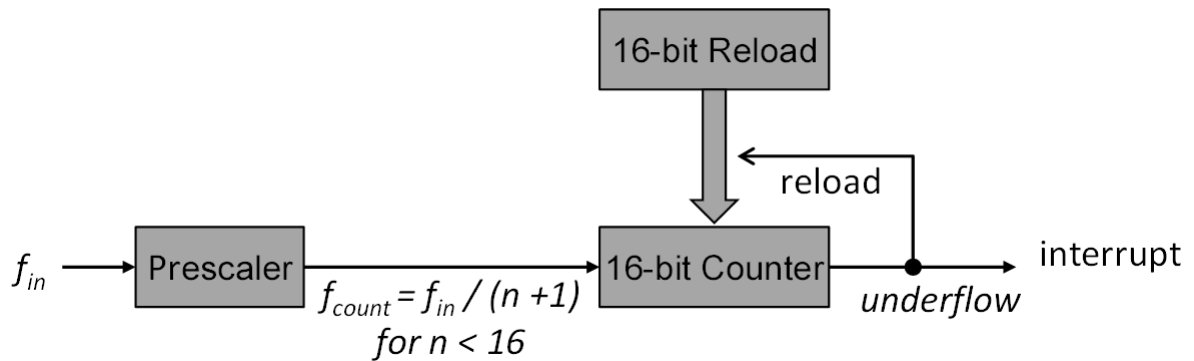 16-bit Reload
reload
f_in
Prescaler
f_count = f_in / (n +1)
for n < 16
16-bit Counter
underflow
interrupt